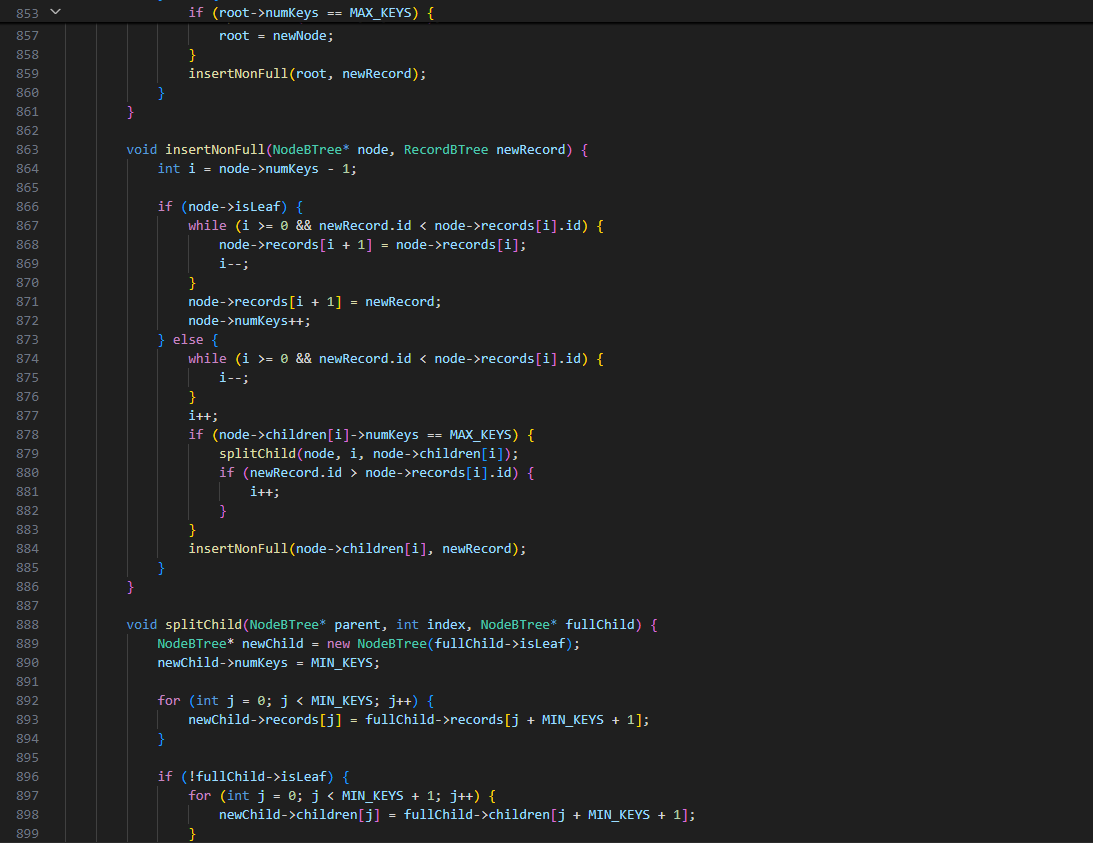 853 if (root->numKeys == MAX_KEYS) {
857 root = newNode;
858 }
859 insertNonFull(root, newRecord);
860 }
861 }
862
863 void insertNonFull(NodeBTree* node, RecordBTree newRecord) {
864 int i = node->numKeys - 1;
865
866 if (node->isLeaf) {
867 while (i >= 0 && newRecord.id < node->records[i].id) {
868 node->records[i + 1] = node->records[i];
869 i--;
870 }
871 node->records[i + 1] = newRecord;
872 node->numKeys++;
873 } else {
874 while (i >= 0 && newRecord.id < node->records[i].id) {
875 i--;
876 }
877 i++;
878 if (node->children[i]->numKeys == MAX_KEYS) {
879 splitChild(node, i, node->children[i]);
880 if (newRecord.id > node->records[i].id) {
881 i++;
882 }
883 }
884 insertNonFull(node->children[i], newRecord);
885 }
886 }
887
888 void splitChild(NodeBTree* parent, int index, NodeBTree* fullChild) {
889 NodeBTree* newChild = new NodeBTree(fullChild->isLeaf);
890 newChild->numKeys = MIN_KEYS;
891
892 for (int j = 0; j < MIN_KEYS; j++) {
893 newChild->records[j] = fullChild->records[j + MIN_KEYS + 1];
894 }
895
896 if (!fullChild->isLeaf) {
897 for (int j = 0; j < MIN_KEYS + 1; j++) {
898 newChild->children[j] = fullChild->children[j + MIN_KEYS + 1];
899 }